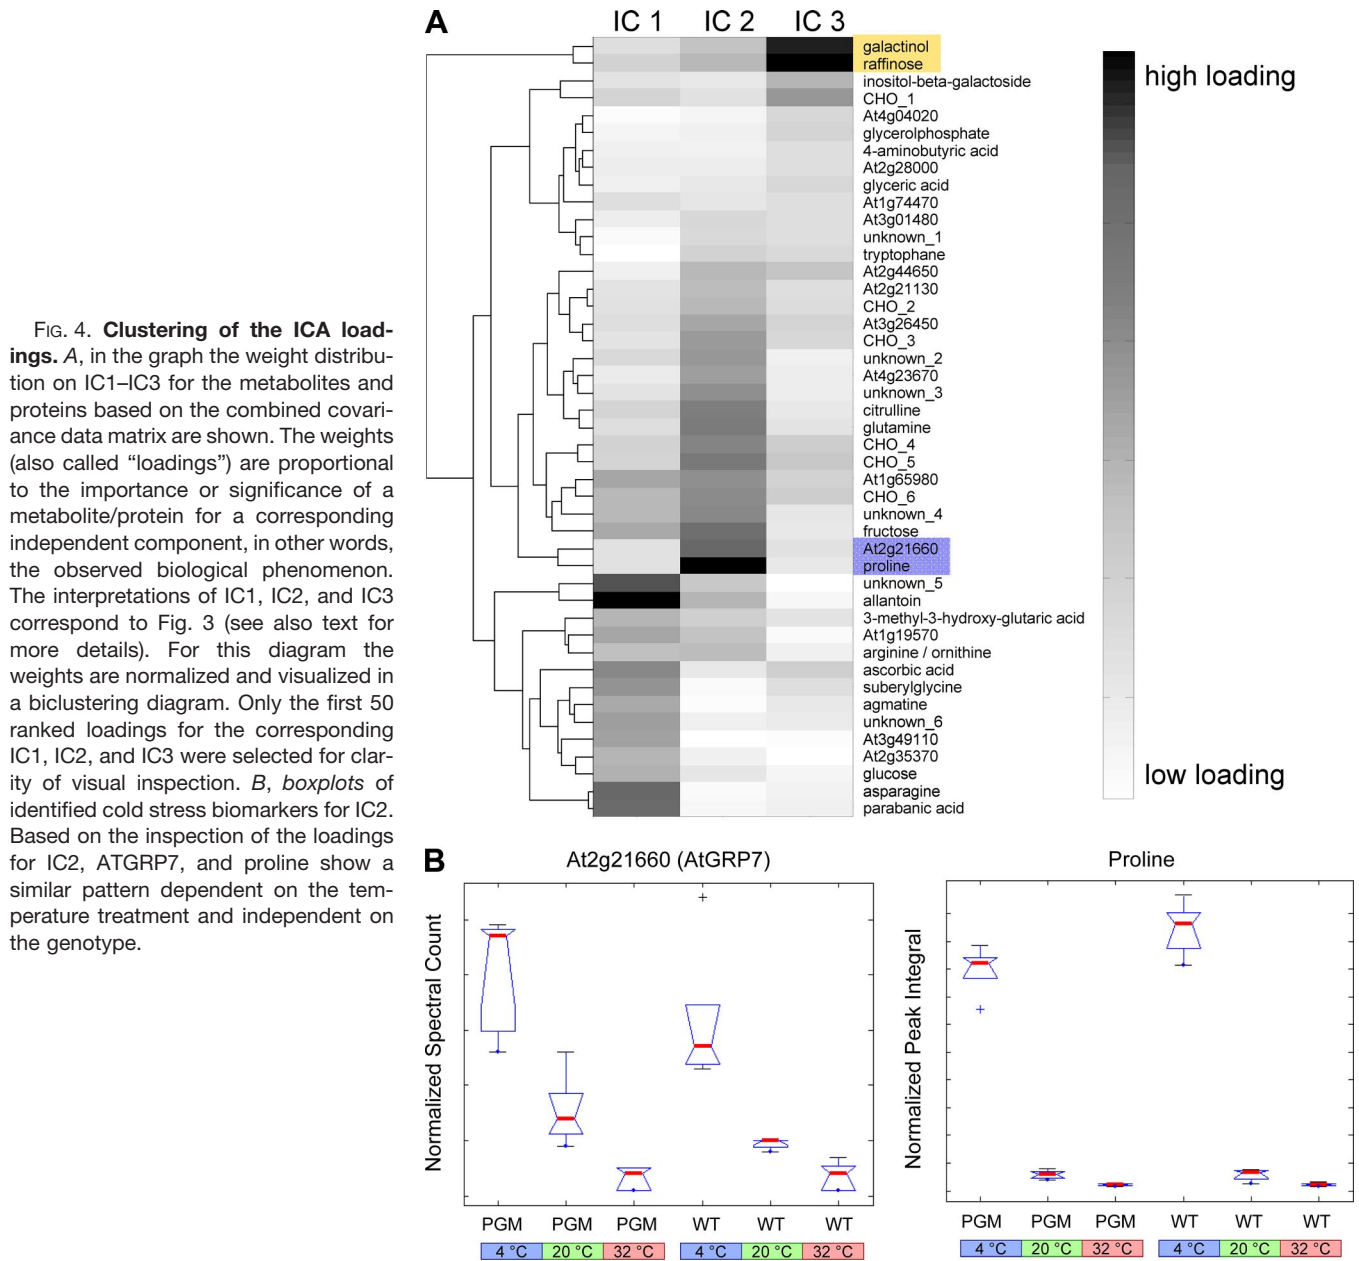 FIG. 4. Clustering of the ICA load-
ings. A, in the graph the weight distribu-
tion on IC1–IC3 for the metabolites and
proteins based on the combined covari-
ance data matrix are shown. The weights
(also called “loadings”) are proportional
to the importance or significance of a
metabolite/protein for a corresponding
independent component, in other words,
the observed biological phenomenon.
The interpretations of IC1, IC2, and IC3
correspond to Fig. 3 (see also text for
more details). For this diagram the
weights are normalized and visualized in
a biclustering diagram. Only the first 50
ranked loadings for the corresponding
IC1, IC2, and IC3 were selected for clar-
ity of visual inspection. B, boxplots of
identified cold stress biomarkers for IC2.
Based on the inspection of the loadings
for IC2, ATGRP7, and proline show a
similar pattern dependent on the tem-
perature treatment and independent on
the genotype.
A
IC 1 IC 2 IC 3
galactinol
raffinose
inositol-beta-galactoside
CHO_1
At4g04020
glycerolphosphate
4-aminobutyric acid
At2g28000
glyceric acid
At1g74470
At3g01480
unknown_1
tryptophane
At2g44650
At2g21130
CHO_2
At3g26450
CHO_3
unknown_2
At4g23670
unknown_3
citrulline
glutamine
CHO_4
CHO_5
At1g65980
CHO_6
unknown_4
fructose
At2g21660
proline
unknown_5
allantoin
3-methyl-3-hydroxy-glutaric acid
At1g19570
arginine / ornithine
ascorbic acid
suberylglycine
agmatine
unknown_6
At3g49110
At2g35370
glucose
asparagine
parabanic acid
high loading
low loading
B
At2g21660 (AtGRP7)
Normalized Spectral Count
PGM PGM PGM WT WT WT
4 °C 20 °C 32 °C 4 °C 20 °C 32 °C
Proline
Normalized Peak Integral
PGM PGM PGM WT WT WT
4 °C 20 °C 32 °C 4 °C 20 °C 32 °C